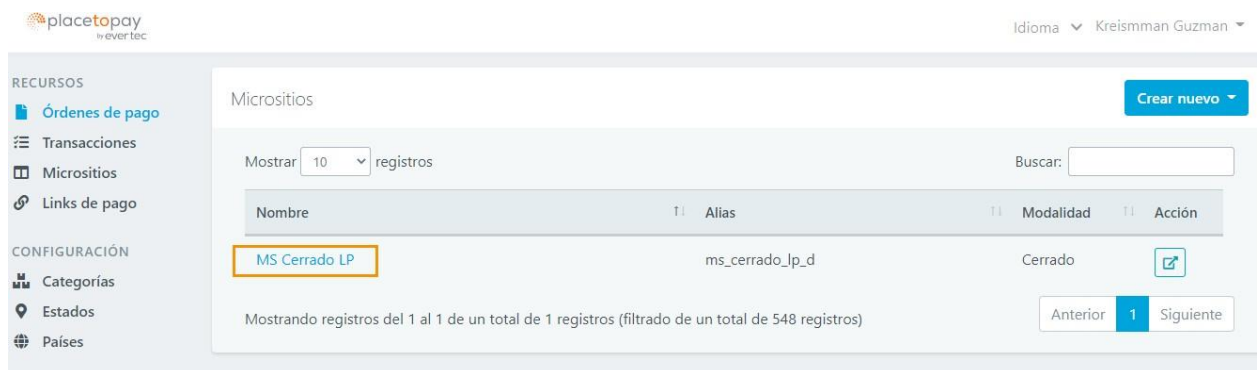 placetopay
by evertec
Idioma
Kreismman Guzman
RECURSOS
Órdenes de pago
Transacciones
Micrositios
Links de pago
CONFIGURACIÓN
Categorías
Estados
Países
Micrositios
Crear nuevo
Mostrar 10 registros
Buscar:
Nombre Alias Modalidad Acción
MS Cerrado LP ms_cerrado_lp_d Cerrado
Mostrando registros del 1 al 1 de un total de 1 registros (filtrado de un total de 548 registros)
Anterior 1 Siguiente